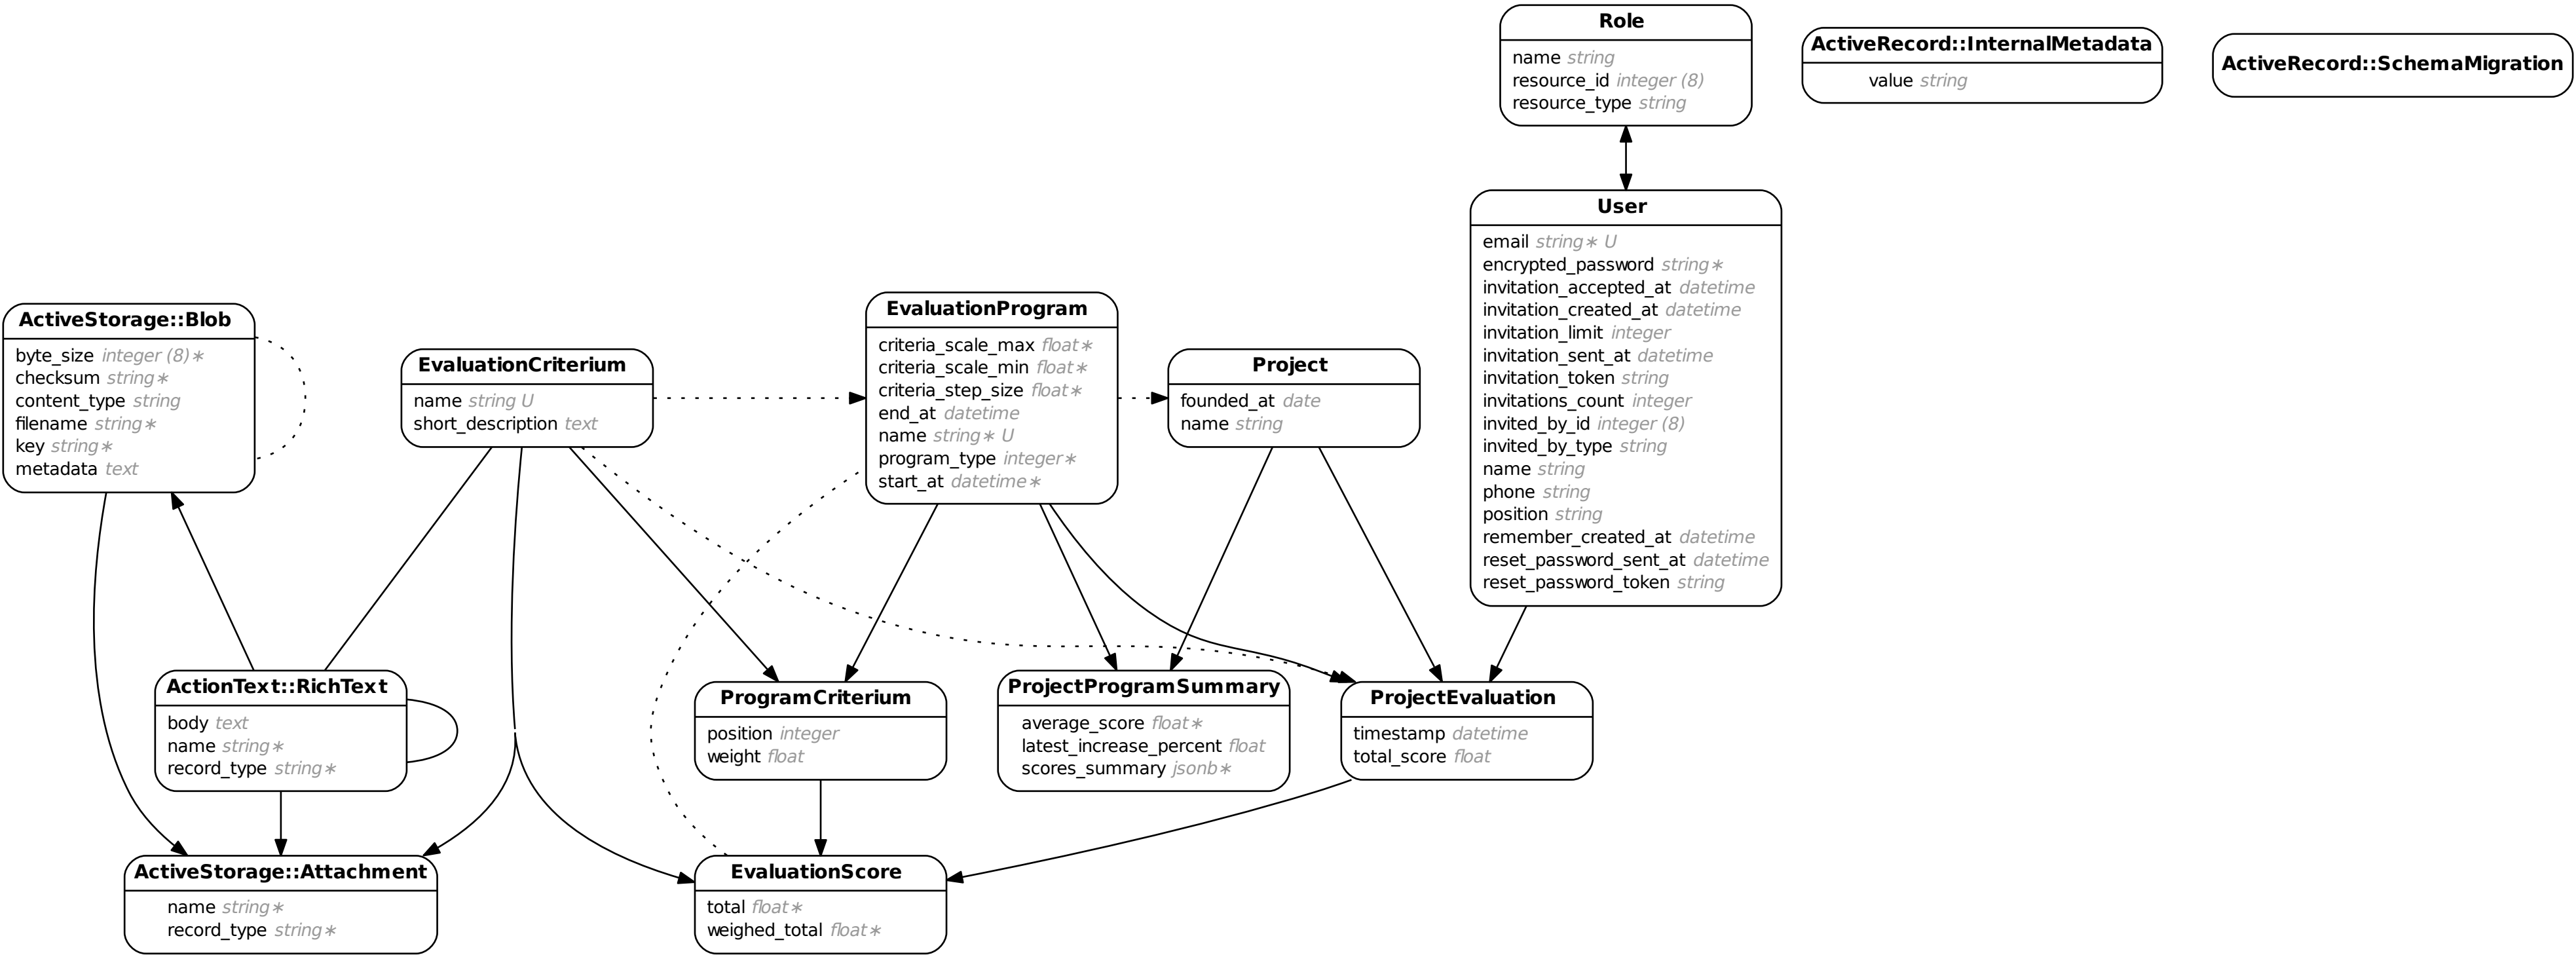 Role
name string
resource_id integer (8)
resource_type string
ActiveRecord::InternalMetadata
value string
ActiveRecord::SchemaMigration
User
email string∗ U
encrypted_password string∗
invitation_accepted_at datetime
invitation_created_at datetime
invitation_limit integer
invitation_sent_at datetime
invitation_token string
invitations_count integer
invited_by_id integer (8)
invited_by_type string
name string
phone string
position string
remember_created_at datetime
reset_password_sent_at datetime
reset_password_token string
ActiveStorage::Blob
byte_size integer (8)∗
checksum string∗
content_type string
filename string∗
key string∗
metadata text
EvaluationCriterium
name string U
short_description text
EvaluationProgram
criteria_scale_max float∗
criteria_scale_min float∗
criteria_step_size float∗
end_at datetime
name string∗ U
program_type integer∗
start_at datetime∗
Project
founded_at date
name string
ActionText::RichText
body text
name string∗
record_type string∗
ProgramCriterium
position integer
weight float
ProjectProgramSummary
average_score float∗
latest_increase_percent float
scores_summary jsonb∗
ProjectEvaluation
timestamp datetime
total_score float
ActiveStorage::Attachment
name string∗
record_type string∗
EvaluationScore
total float∗
weighed_total float∗